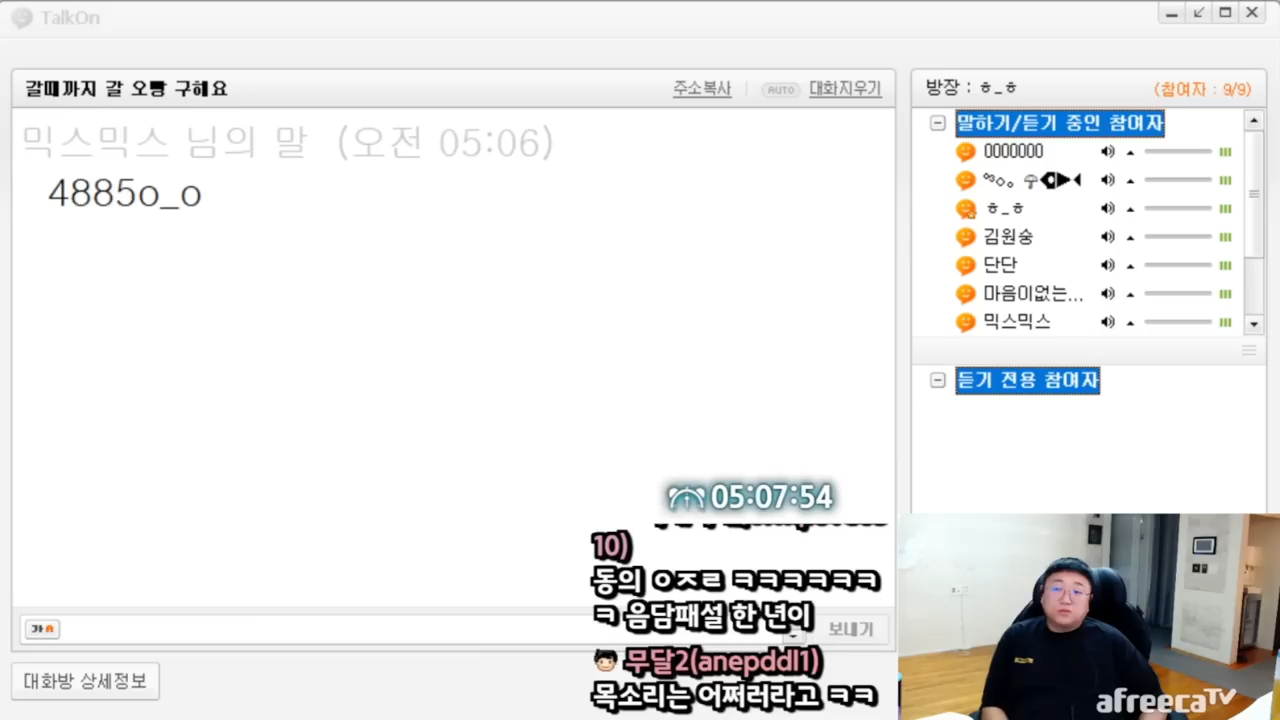 TalkOn
갈때까지 갈 오빵 구해요
주소복사
AUTO
대화지우기
믹스믹스 님의 말 (오전 05:06)
4885o_o
방장 : ㅎ_ㅎ
(참여자 : 9/9)
말하기/듣기 중인 참여자
0000000
ㅎ_ㅎ
김원숭
단단
마음이없는...
믹스믹스
듣기 전용 참여자
05:07:54
10)
동의 ㅇㅈㄹ ㅋㅋㅋㅋㅋㅋ
ㅋ 음담패설 한 년이
무달2(anepddl1)
목소리는 어쩌러라고 ㅋㅋ
가
보내기
대화방 상세정보
afreecaTV